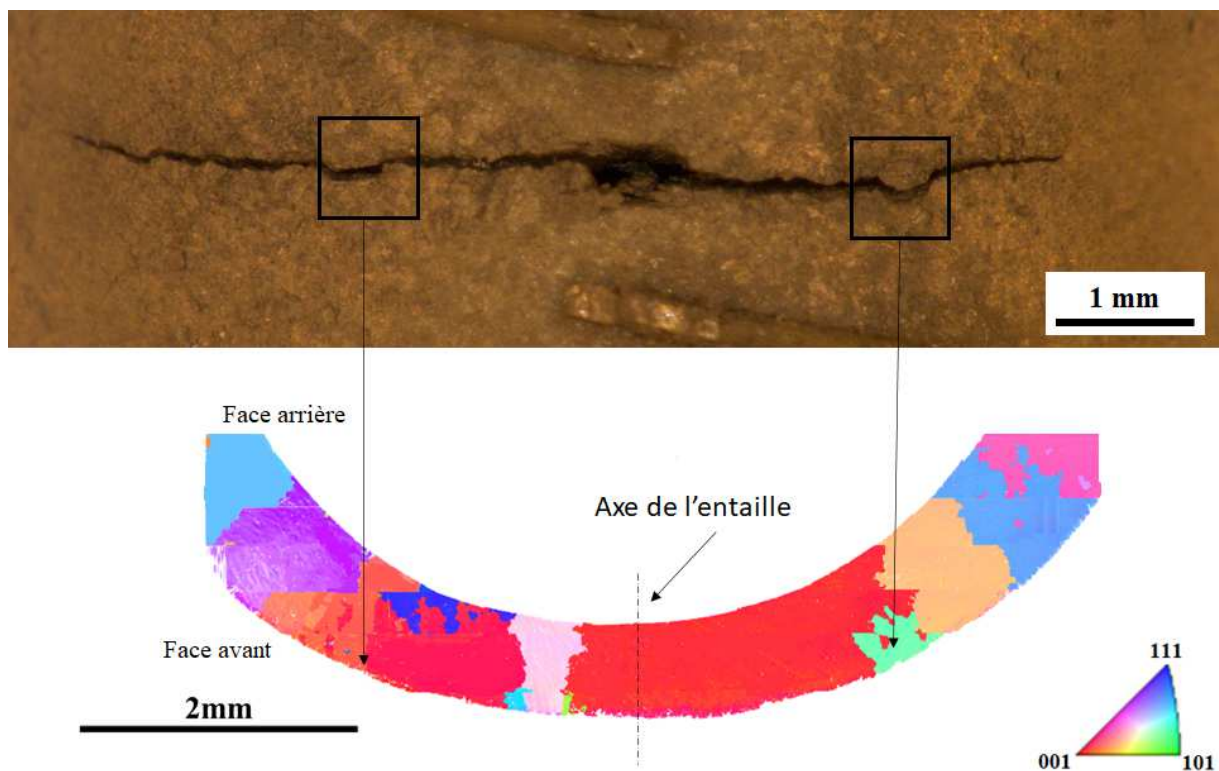 1 mm
Face arrière
Axe de l'entaille
Face avant
2mm
111
001
101